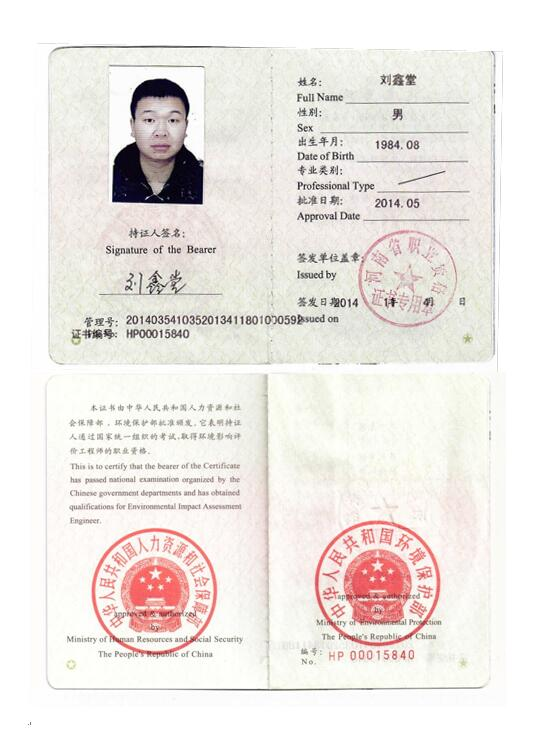 姓名: 刘鑫堂
Full Name
性别: 男
Sex
出生年月: 1984.08
Date of Birth
专业类别:
Professional Type
批准日期: 2014.05
Approval Date
持证人签名:
Signature of the Bearer
刘鑫堂
签发单位盖章:
Issued by
河南省职业资格
证书专用章
签发日期: 2014 11 4月 日
Issued on
管理号: 2014035410352013411801000592
证书编号: HP00015840
本证书由中华人民共和国人力资源和社
会保障部、环境保护部批准颁发。它表明持证
人通过国家统一组织的考试,取得环境影响评
价工程师的职业资格。
This is to certify that the bearer of the Certificate
has passed national examination organized by the
Chinese government departments and has obtained
qualifications for Environmental Impact Assessment
Engineer.
中华人民共和国人力资源和社会保障部
approved & authorized
by
Ministry of Human Resources and Social Security
The People's Republic of China
中华人民共和国环境保护部
approved & authorized
by
Ministry of Environmental Protection
The People's Republic of China
编号:
No. HP 00015840